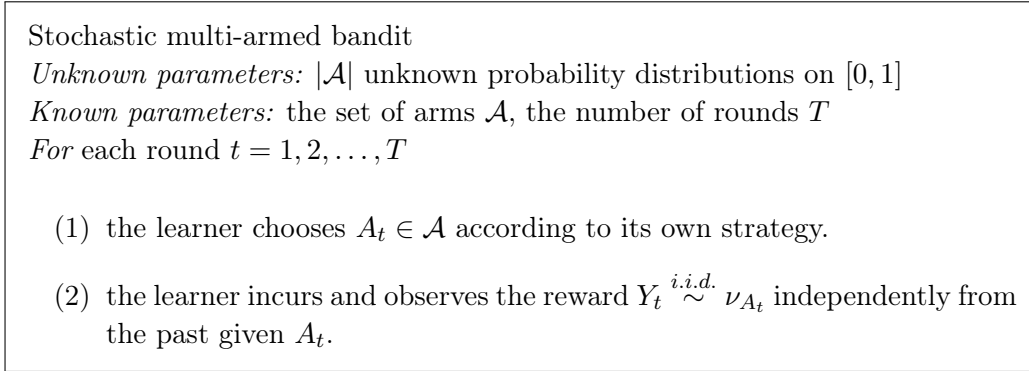 Stochastic multi-armed bandit
Unknown parameters: |𝒜| unknown probability distributions on [0, 1]
Known parameters: the set of arms 𝒜, the number of rounds T
For each round t = 1, 2, . . . , T
(1) the learner chooses A_t ∈ 𝒜 according to its own strategy.
(2) the learner incurs and observes the reward Y_t \overset{i.i.d.}{∼} ν_{A_t} independently from
the past given A_t.